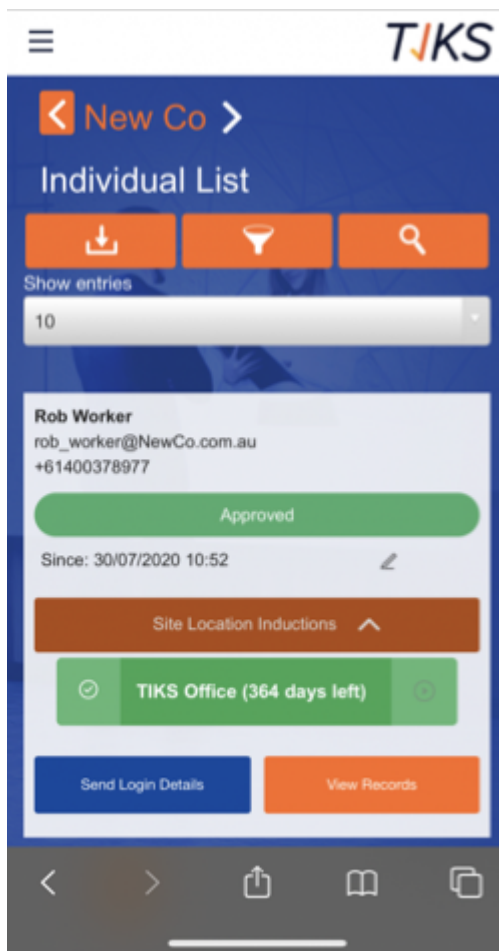 TIKS
New Co
Individual List
Show entries
10
Rob Worker
rob_worker@NewCo.com.au
+61400378977
Approved
Since: 30/07/2020 10:52
Site Location Inductions
TIKS Office (364 days left)
Send Login Details
View Records